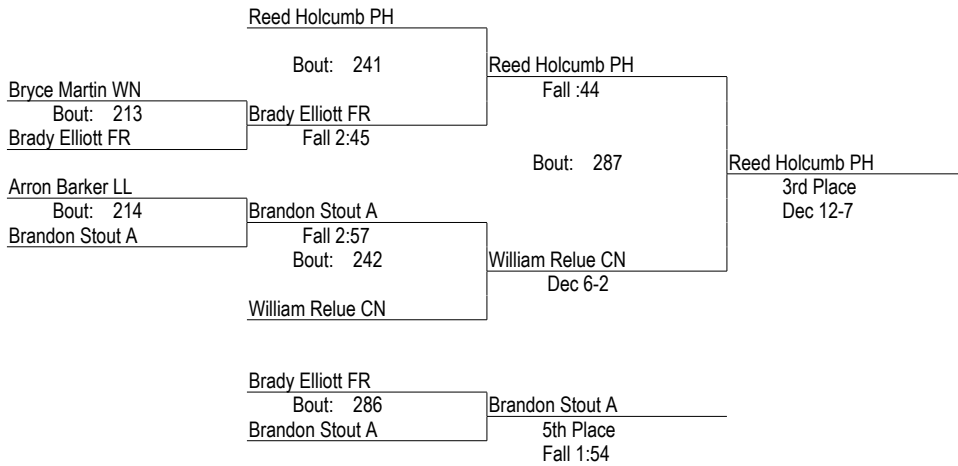 Reed Holcumb PH
Bout: 241
Reed Holcumb PH
Fall :44
Bryce Martin WN
Bout: 213
Brady Elliott FR
Brady Elliott FR
Fall 2:45
Bout: 287
Reed Holcumb PH
3rd Place
Dec 12-7
Arron Barker LL
Bout: 214
Brandon Stout A
Brandon Stout A
Fall 2:57
Bout: 242
William Relue CN
Dec 6-2
William Relue CN
Brady Elliott FR
Bout: 286
Brandon Stout A
Brandon Stout A
5th Place
Fall 1:54